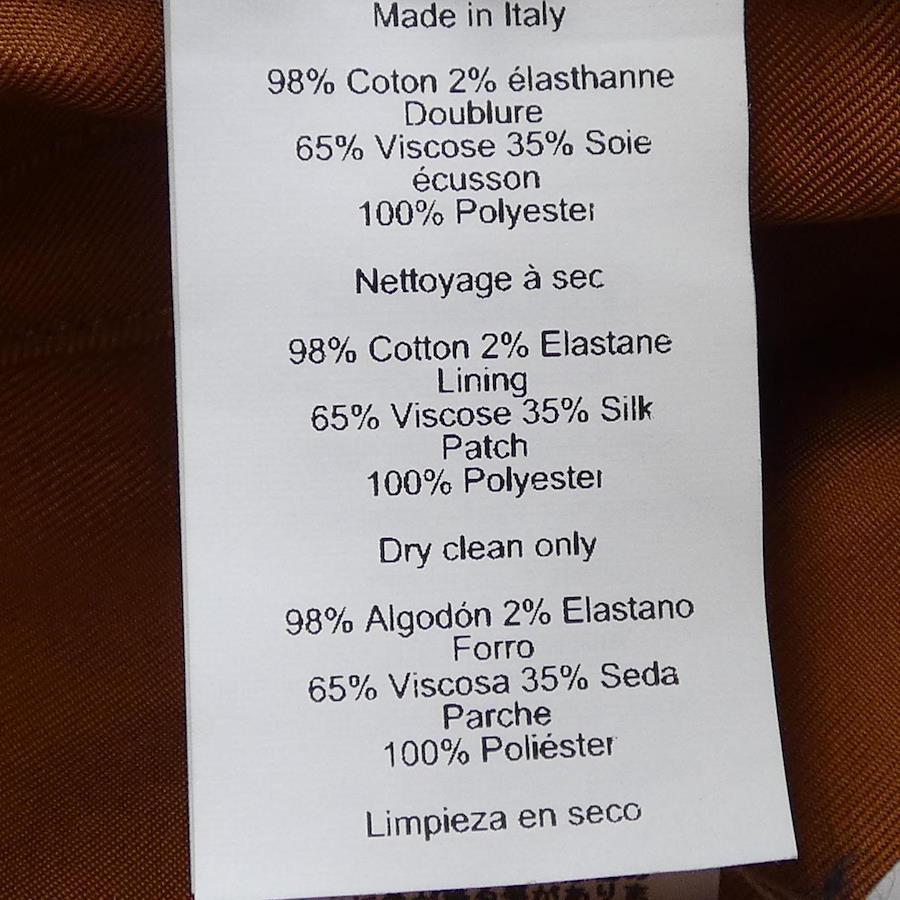 Made in Italy
98% Coton 2% élasthanne
Doublure
65% Viscose 35% Soie
écusson
100% Polyester
Nettoyage à sec
98% Cotton 2% Elastane
Lining
65% Viscose 35% Silk
Patch
100% Polyester
Dry clean only
98% Algodón 2% Elastano
Forro
65% Viscosa 35% Seda
Parche
100% Poliéster
Limpieza en seco